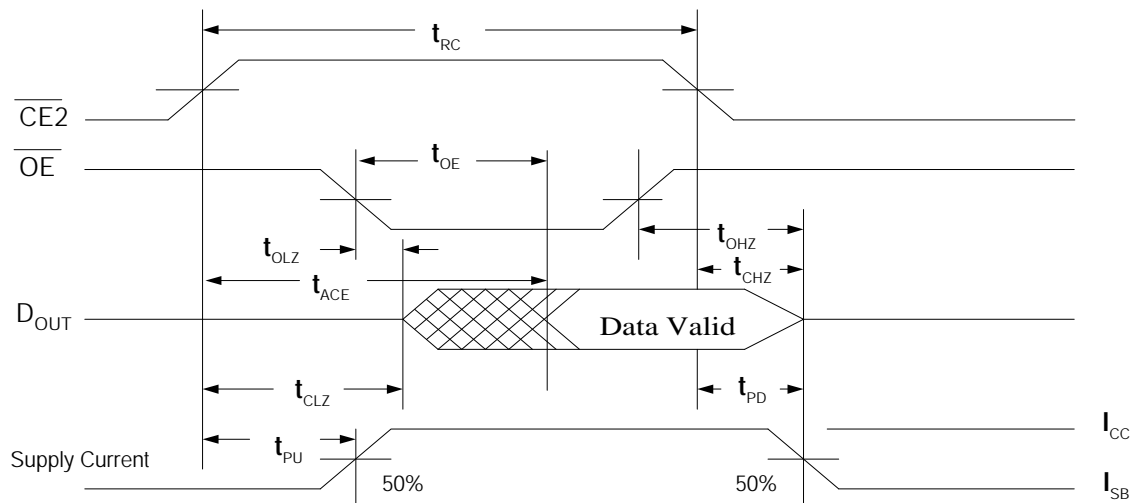 tRC
CE2
OE
tOE
tOLZ
tOHZ
tCHZ
tACE
DOUT
Data Valid
tCLZ
tPD
ICC
tPU
Supply Current
50%
50%
ISB